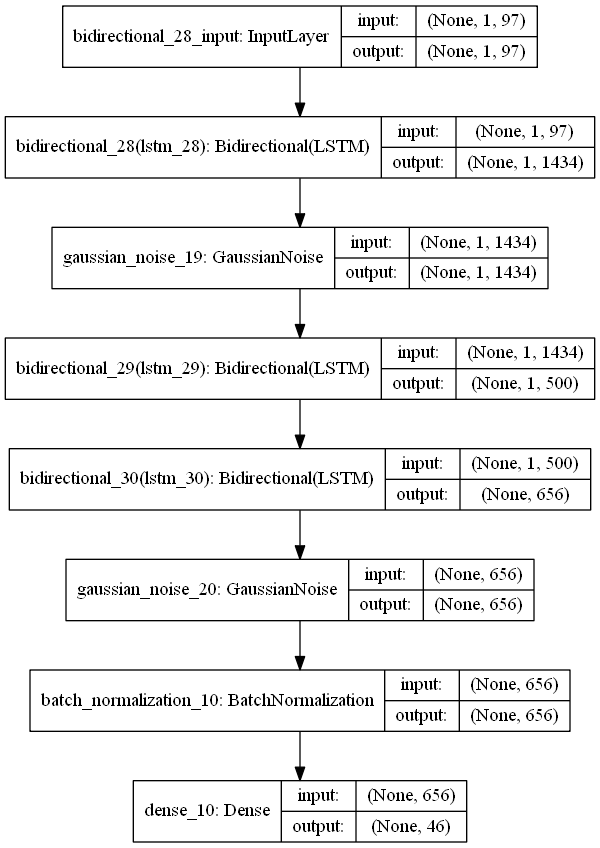 bidirectional_28_input: InputLayer
input: (None, 1, 97)
output: (None, 1, 97)
bidirectional_28(lstm_28): Bidirectional(LSTM)
input: (None, 1, 97)
output: (None, 1, 1434)
gaussian_noise_19: GaussianNoise
input: (None, 1, 1434)
output: (None, 1, 1434)
bidirectional_29(lstm_29): Bidirectional(LSTM)
input: (None, 1, 1434)
output: (None, 1, 500)
bidirectional_30(lstm_30): Bidirectional(LSTM)
input: (None, 1, 500)
output: (None, 656)
gaussian_noise_20: GaussianNoise
input: (None, 656)
output: (None, 656)
batch_normalization_10: BatchNormalization
input: (None, 656)
output: (None, 656)
dense_10: Dense
input: (None, 656)
output: (None, 46)